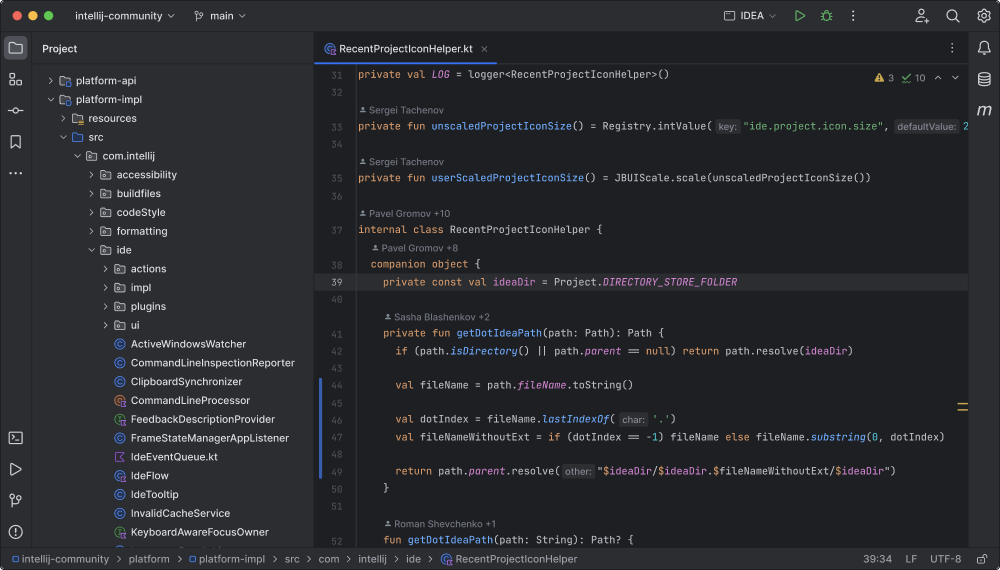 intellij-community
main
IDEA
Project
platform-api
platform-impl
resources
src
com.intellij
accessibility
buildfiles
codeStyle
formatting
ide
actions
impl
plugins
ui
ActiveWindowsWatcher
CommandLineInspectionReporter
ClipboardSynchronizer
CommandLineProcessor
FeedbackDescriptionProvider
FrameStateManagerAppListener
IdeEventQueue.kt
IdeFlow
IdeTooltip
InvalidCacheService
KeyboardAwareFocusOwner
RecentProjectIconHelper.kt
3 10
31 private val LOG = logger<RecentProjectIconHelper>()
32
Sergei Tachenov
33 private fun unscaledProjectIconSize() = Registry.intValue( key: "ide.project.icon.size", defaultValue: 2
34
Sergei Tachenov
35 private fun userScaledProjectIconSize() = JBUIScale.scale(unscaledProjectIconSize())
36
Pavel Gromov +10
37 internal class RecentProjectIconHelper {
Pavel Gromov +8
38 companion object {
39 private const val ideaDir = Project.DIRECTORY_STORE_FOLDER
40
Sasha Blashenkov +2
41 private fun getDotIdeaPath(path: Path): Path {
42 if (path.isDirectory() || path.parent == null) return path.resolve(ideaDir)
43
44 val fileName = path.fileName.toString()
45
46 val dotIndex = fileName.lastIndexOf( char: '.')
47 val fileNameWithoutExt = if (dotIndex == -1) fileName else fileName.substring(0, dotIndex)
48
49 return path.parent.resolve( other: "$ideaDir/$ideaDir.$fileNameWithoutExt/$ideaDir")
50 }
51
Roman Shevchenko +1
52 fun getDotIdeaPath(path: String): Path? {
m
intellij-community > platform > platform-impl > src > com > intellij > ide > RecentProjectIconHelper
39:34 LF UTF-8